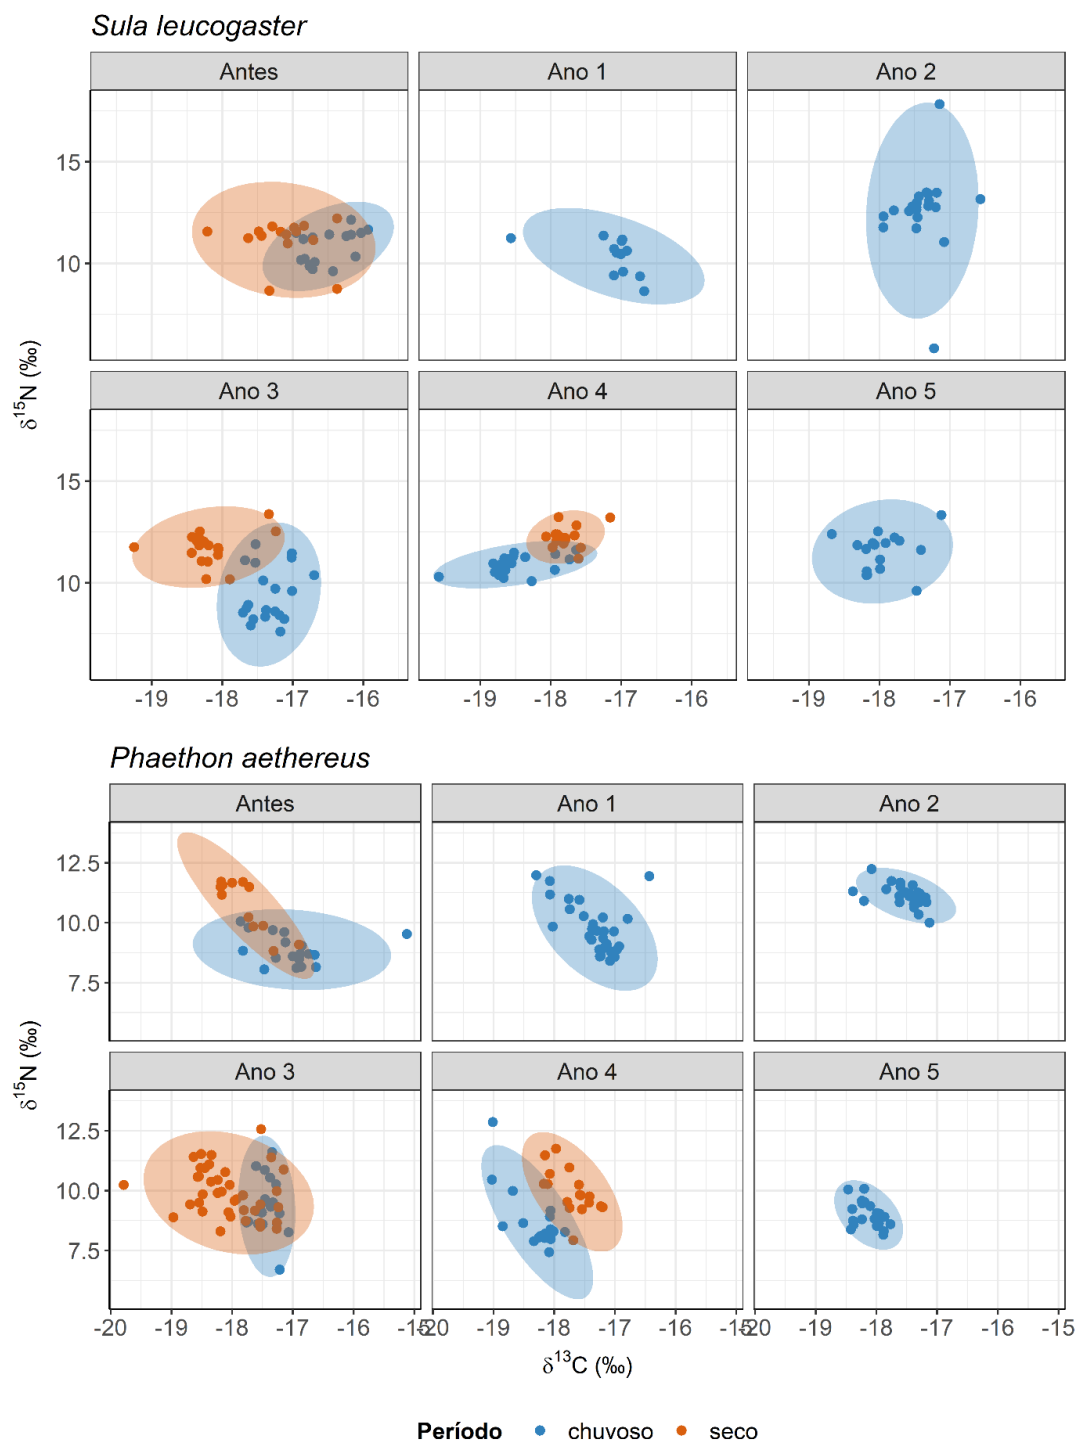 Sula leucogaster
Antes Ano 1 Ano 2
15
10
Ano 3 Ano 4 Ano 5
15
10
δ15N (‰)
-19 -18 -17 -16 -19 -18 -17 -16 -19 -18 -17 -16
Phaethon aethereus
Antes Ano 1 Ano 2
12.5
10.0
7.5
Ano 3 Ano 4 Ano 5
12.5
10.0
7.5
δ15N (‰)
-20 -19 -18 -17 -16 -15 -20 -19 -18 -17 -16 -15 -20 -19 -18 -17 -16 -15
δ13C (‰)
Período chuvoso seco